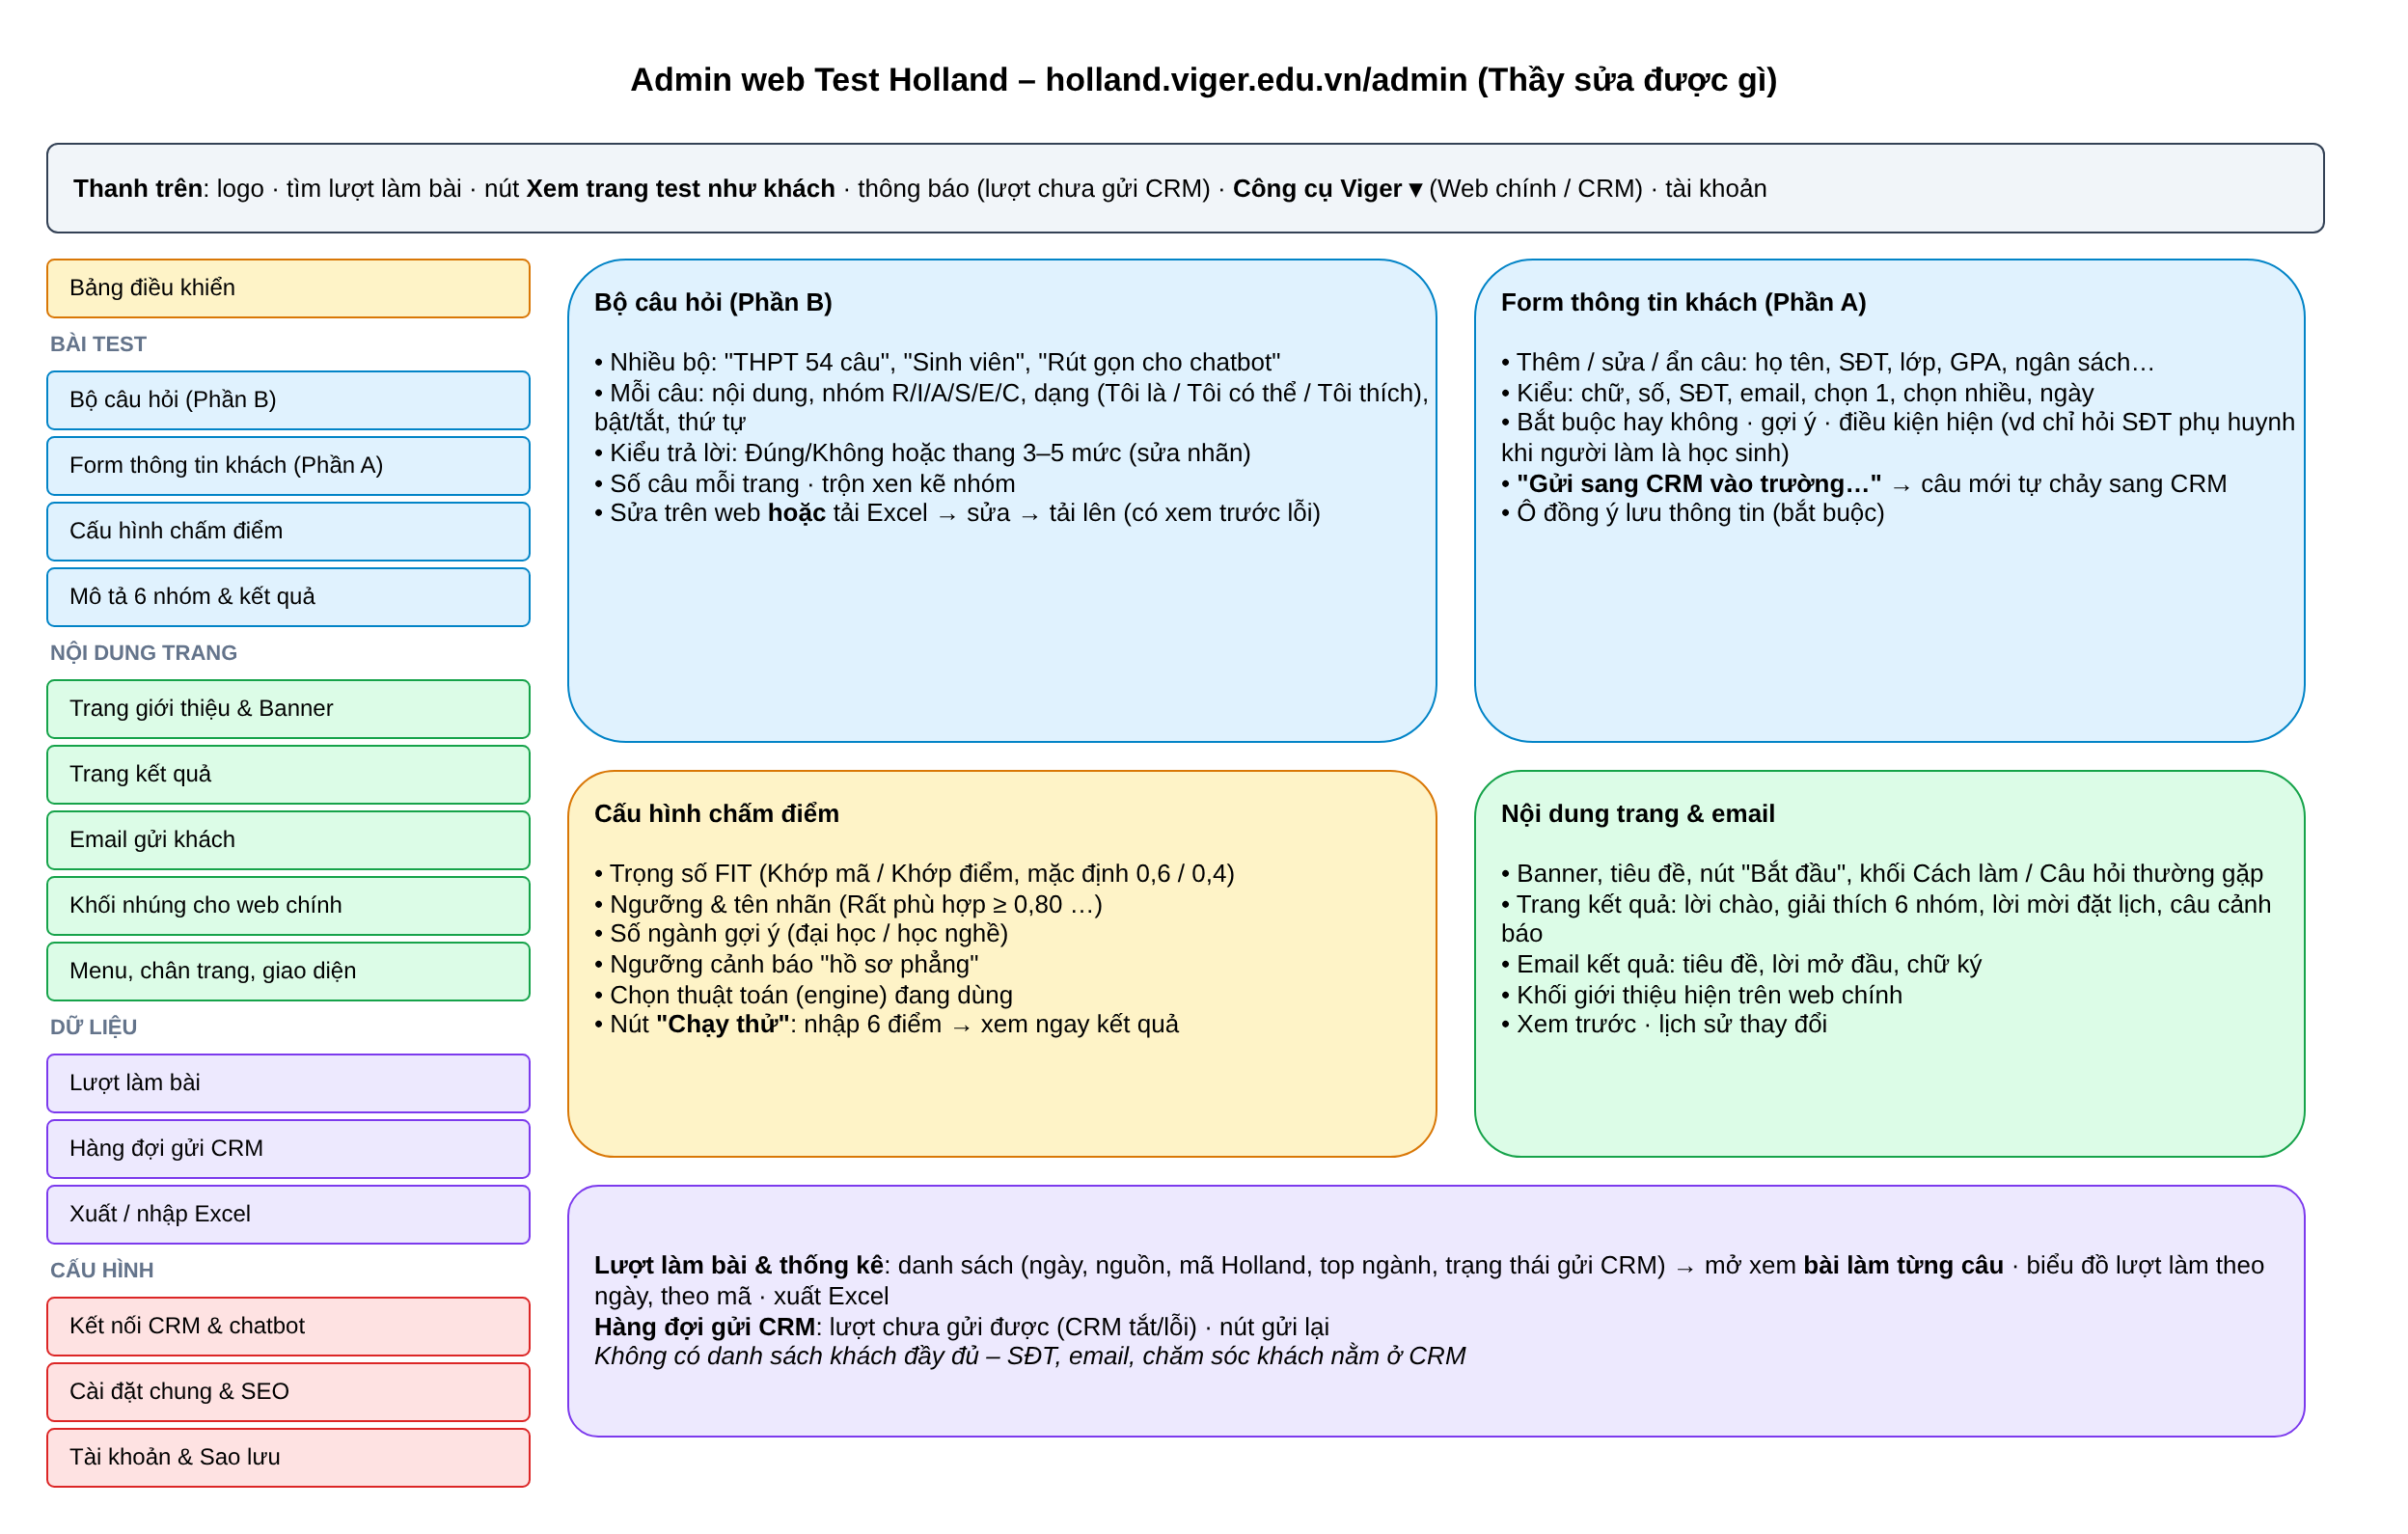 Admin web Test Holland – holland.viger.edu.vn/admin (Thầy sửa được gì)
Thanh trên: logo · tìm lượt làm bài · nút Xem trang test như khách · thông báo (lượt chưa gửi CRM) · Công cụ Viger ▾ (Web chính / CRM) · tài khoản
Bảng điều khiển
BÀI TEST
Bộ câu hỏi (Phần B)
Form thông tin khách (Phần A)
Cấu hình chấm điểm
Mô tả 6 nhóm & kết quả
NỘI DUNG TRANG
Trang giới thiệu & Banner
Trang kết quả
Email gửi khách
Khối nhúng cho web chính
Menu, chân trang, giao diện
DỮ LIỆU
Lượt làm bài
Hàng đợi gửi CRM
Xuất / nhập Excel
CẤU HÌNH
Kết nối CRM & chatbot
Cài đặt chung & SEO
Tài khoản & Sao lưu
Bộ câu hỏi (Phần B)
• Nhiều bộ: "THPT 54 câu", "Sinh viên", "Rút gọn cho chatbot"
• Mỗi câu: nội dung, nhóm R/I/A/S/E/C, dạng (Tôi là / Tôi có thể / Tôi thích),
bật/tắt, thứ tự
• Kiểu trả lời: Đúng/Không hoặc thang 3–5 mức (sửa nhãn)
• Số câu mỗi trang · trộn xen kẽ nhóm
• Sửa trên web hoặc tải Excel → sửa → tải lên (có xem trước lỗi)
Form thông tin khách (Phần A)
• Thêm / sửa / ẩn câu: họ tên, SĐT, lớp, GPA, ngân sách…
• Kiểu: chữ, số, SĐT, email, chọn 1, chọn nhiều, ngày
• Bắt buộc hay không · gợi ý · điều kiện hiện (vd chỉ hỏi SĐT phụ huynh
khi người làm là học sinh)
• "Gửi sang CRM vào trường…" → câu mới tự chảy sang CRM
• Ô đồng ý lưu thông tin (bắt buộc)
Cấu hình chấm điểm
• Trọng số FIT (Khớp mã / Khớp điểm, mặc định 0,6 / 0,4)
• Ngưỡng & tên nhãn (Rất phù hợp ≥ 0,80 …)
• Số ngành gợi ý (đại học / học nghề)
• Ngưỡng cảnh báo "hồ sơ phẳng"
• Chọn thuật toán (engine) đang dùng
• Nút "Chạy thử": nhập 6 điểm → xem ngay kết quả
Nội dung trang & email
• Banner, tiêu đề, nút "Bắt đầu", khối Cách làm / Câu hỏi thường gặp
• Trang kết quả: lời chào, giải thích 6 nhóm, lời mời đặt lịch, câu cảnh
báo
• Email kết quả: tiêu đề, lời mở đầu, chữ ký
• Khối giới thiệu hiện trên web chính
• Xem trước · lịch sử thay đổi
Lượt làm bài & thống kê: danh sách (ngày, nguồn, mã Holland, top ngành, trạng thái gửi CRM) → mở xem bài làm từng câu · biểu đồ lượt làm theo
ngày, theo mã · xuất Excel
Hàng đợi gửi CRM: lượt chưa gửi được (CRM tắt/lỗi) · nút gửi lại
Không có danh sách khách đầy đủ – SĐT, email, chăm sóc khách nằm ở CRM